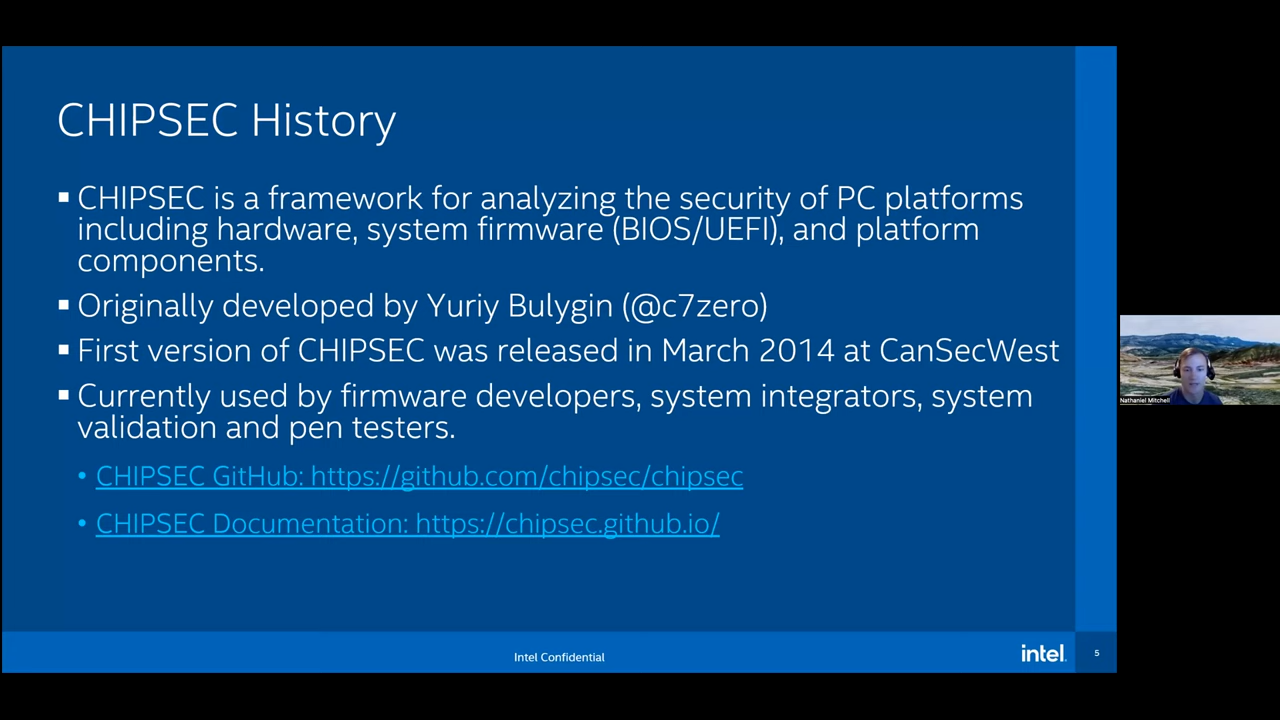 CHIPSEC History
▪ CHIPSEC is a framework for analyzing the security of PC platforms
including hardware, system firmware (BIOS/UEFI), and platform
components.
▪ Originally developed by Yuriy Bulygin (@c7zero)
▪ First version of CHIPSEC was released in March 2014 at CanSecWest
▪ Currently used by firmware developers, system integrators, system
validation and pen testers.
• CHIPSEC GitHub: https://github.com/chipsec/chipsec
• CHIPSEC Documentation: https://chipsec.github.io/
Nathaniel Mitchell
Intel Confidential
intel.
5